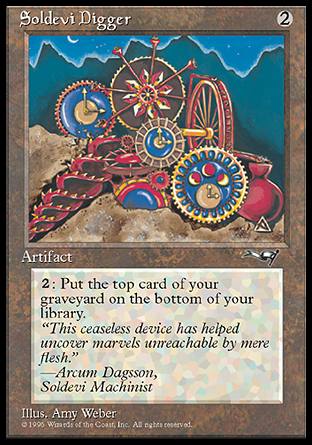 Soldevi Digger 2
Artifact
2: Put the top card of your
graveyard on the bottom of your
library.
“This ceaseless device has helped
uncover marvels unreachable by mere
flesh.”
—Arcum Dagsson,
Soldevi Machinist
Illus. Amy Weber
© 1996 Wizards of the Coast, Inc. All rights reserved.